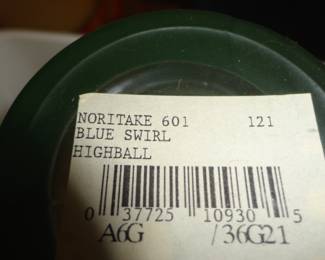 NORITAKE 601 121
BLUE SWIRL
HIGHBALL
0 37725 10930 5
A6G /36G21